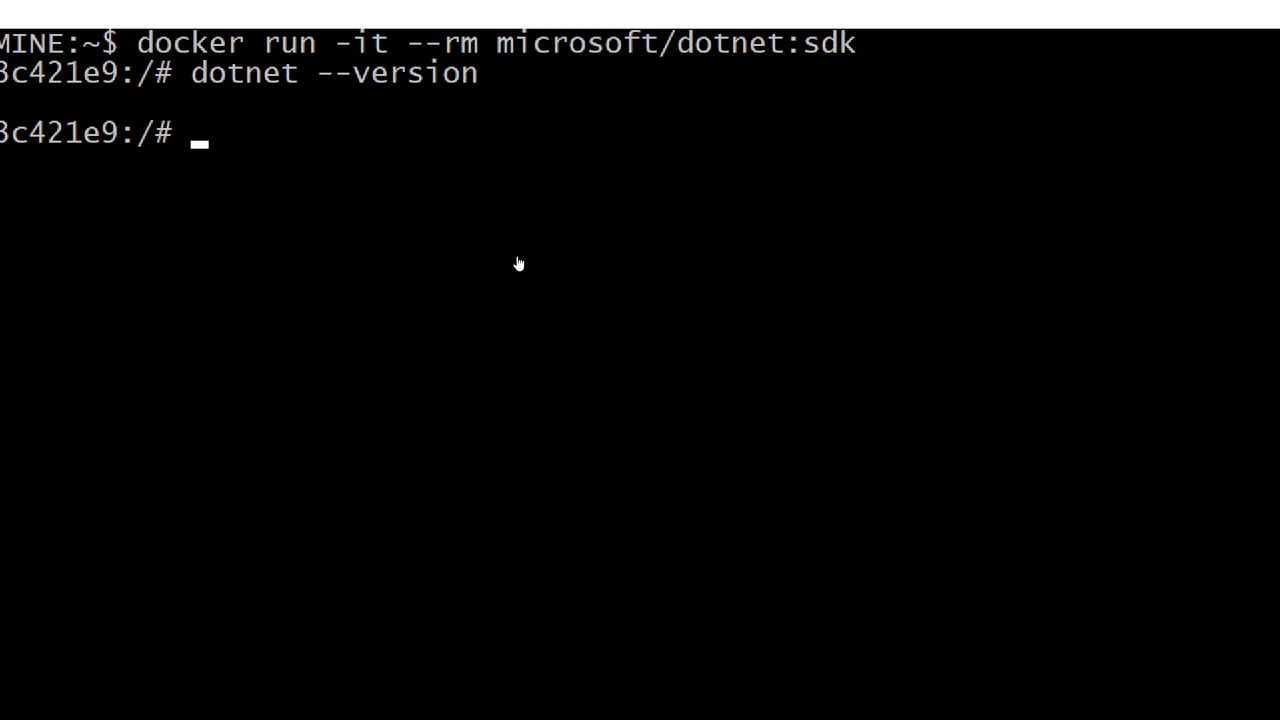 MINE:~$ docker run -it --rm microsoft/dotnet:sdk
3c421e9:/# dotnet --version
3c421e9:/#